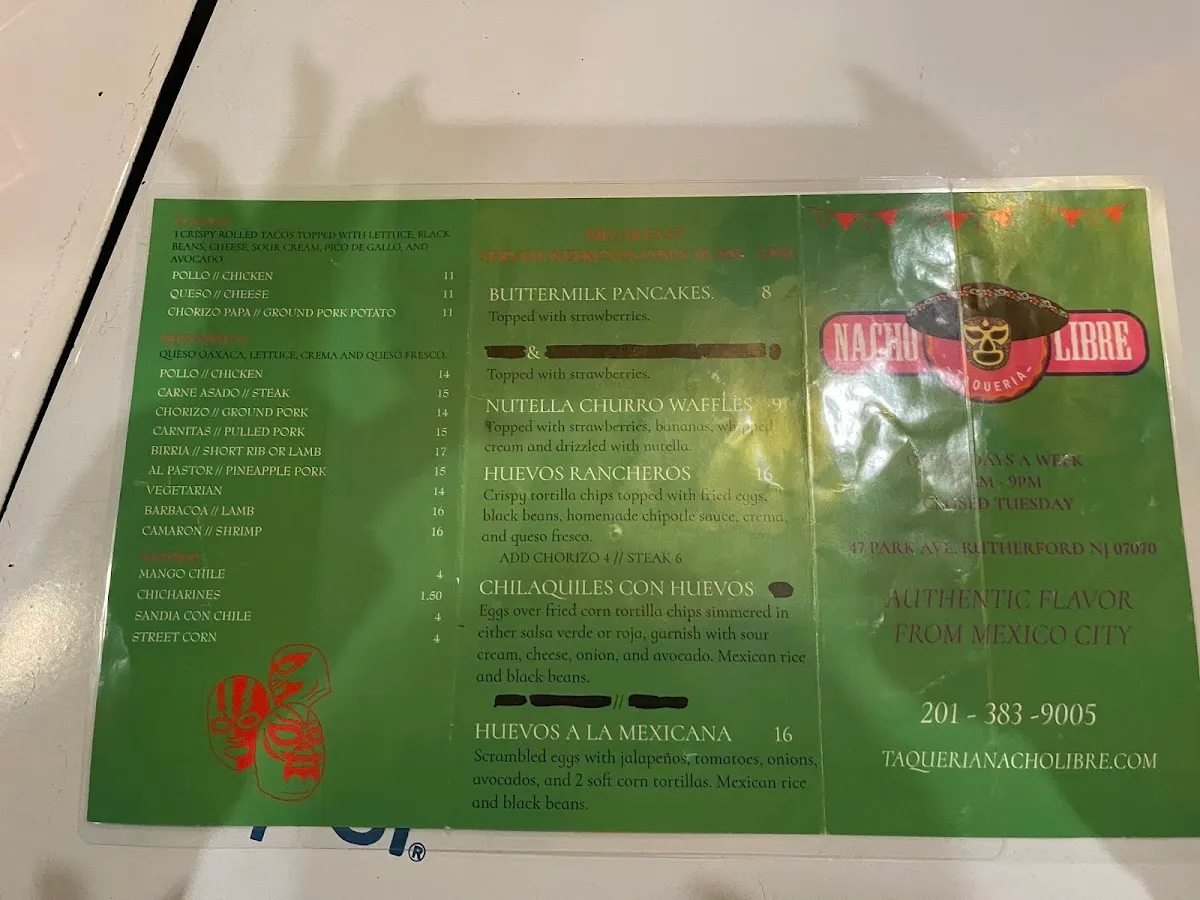 3 CRISPY ROLLED TACOS TOPPED WITH LETTUCE, BLACK
BEANS, CHEESE, SOUR CREAM, PICO DE GALLO, AND
AVOCADO.
POLLO // CHICKEN 11
QUESO // CHEESE 11
CHORIZO PAPA // GROUND PORK POTATO 11
QUESO OAXACA, LETTUCE, CREMA AND QUESO FRESCO.
POLLO // CHICKEN 14
CARNE ASADO // STEAK 15
CHORIZO // GROUND PORK 14
CARNITAS // PULLED PORK 15
BIRRIA // SHORT RIB OR LAMB 17
AL PASTOR // PINEAPPLE PORK 15
VEGETARIAN 14
BARBACOA // LAMB 16
CAMARON // SHRIMP 16
MANGO CHILE 4
CHICHARINES 1.50
SANDIA CON CHILE 4
STREET CORN 4
SERVED WEEKENDS ONLY
BUTTERMILK PANCAKES. 8
Topped with strawberries.
&
Topped with strawberries.
NUTELLA CHURRO WAFFLES 9
Topped with strawberries, bananas, whipped
cream and drizzled with nutella.
HUEVOS RANCHEROS 16
Crispy tortilla chips topped with fried eggs,
black beans, homemade chipotle sauce, crema,
and queso fresco.
ADD CHORIZO 4 // STEAK 6
CHILAQUILES CON HUEVOS
Eggs over fried corn tortilla chips simmered in
either salsa verde or roja, garnish with sour
cream, cheese, onion, and avocado. Mexican rice
and black beans.
//
HUEVOS A LA MEXICANA 16
Scrambled eggs with jalapeños, tomatoes, onions,
avocados, and 2 soft corn tortillas. Mexican rice
and black beans.
NACHO LIBRE
TAQUERIA
DAYS A WEEK
- 9PM
CLOSED TUESDAY
47 PARK AVE. RUTHERFORD NJ 07070
AUTHENTIC FLAVOR
FROM MEXICO CITY
201 - 383 -9005
TAQUERIANACHOLIBRE.COM
®